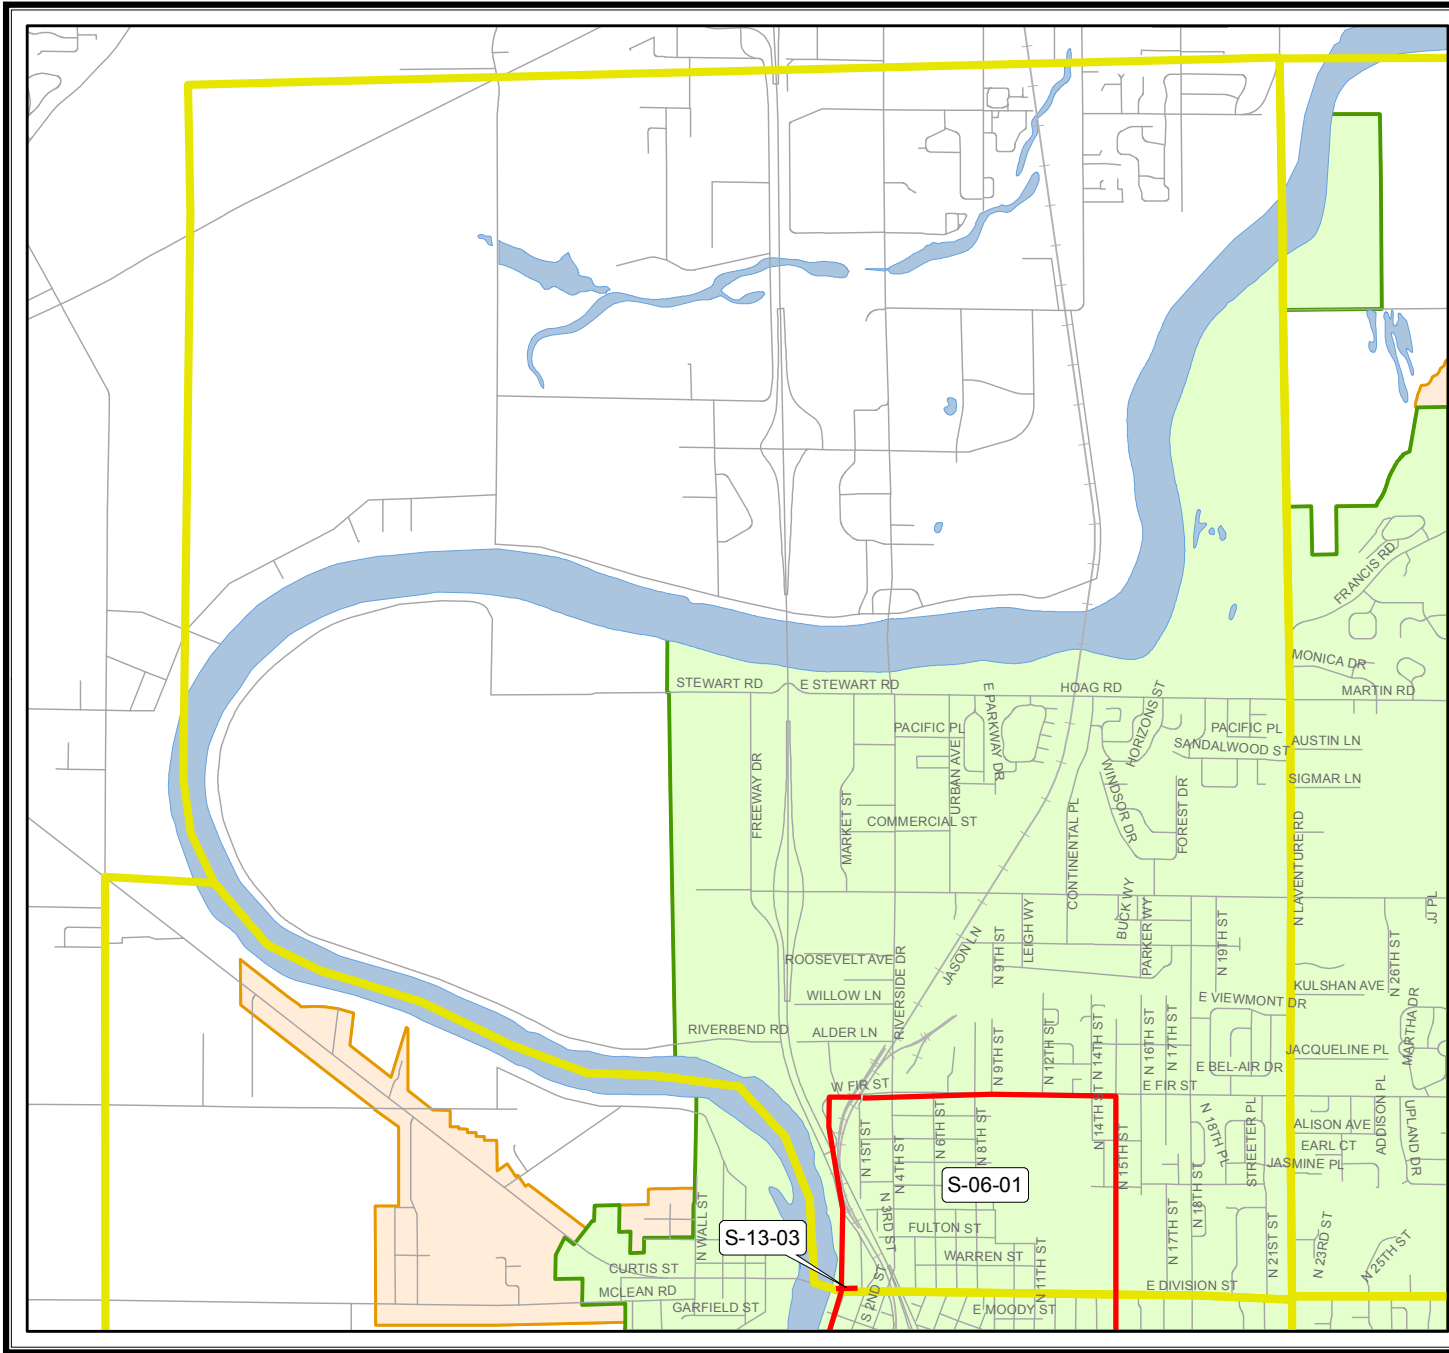 FRANCIS RD
MONICA DR
MARTIN RD
STEWART RD
E STEWART RD
HOAG RD
E PARKWAY DR
HORIZONS ST
PACIFIC PL
PACIFIC PL
SANDALWOOD ST
AUSTIN LN
SIGMAR LN
FREEWAY DR
MARKET ST
URBAN AVE
COMMERCIAL ST
CONTINENTAL PL
WINDSOR DR
FOREST DR
N LAVENTURE RD
BUCK WY
PARKER WY
LEIGH WY
N 9TH ST
JASON LN
N 19TH ST
N 26TH ST
JJ PL
ROOSEVELT AVE
WILLOW LN
RIVERSIDE DR
KULSHAN AVE
E VIEWMONT DR
MARTHA DR
RIVERBEND RD
ALDER LN
N 9TH ST
N 12TH ST
N 14TH ST
N 16TH ST
N 17TH ST
JACQUELINE PL
E BEL-AIR DR
W FIR ST
E FIR ST
N 14TH ST
N 15TH ST
N 18TH PL
STREETER PL
ADDISON PL
UPLAND DR
ALISON AVE
EARL CT
JASMINE PL
N 1ST ST
N 4TH ST
N 6TH ST
N 8TH ST
S-06-01
N 3RD ST
N 18TH ST
N 17TH ST
N WALL ST
S-13-03
FULTON ST
WARREN ST
N 11TH ST
N 21ST ST
N 23RD ST
N 25TH ST
CURTIS ST
MCLEAN RD
GARFIELD ST
S 2ND ST
E DIVISION ST
E MOODY ST